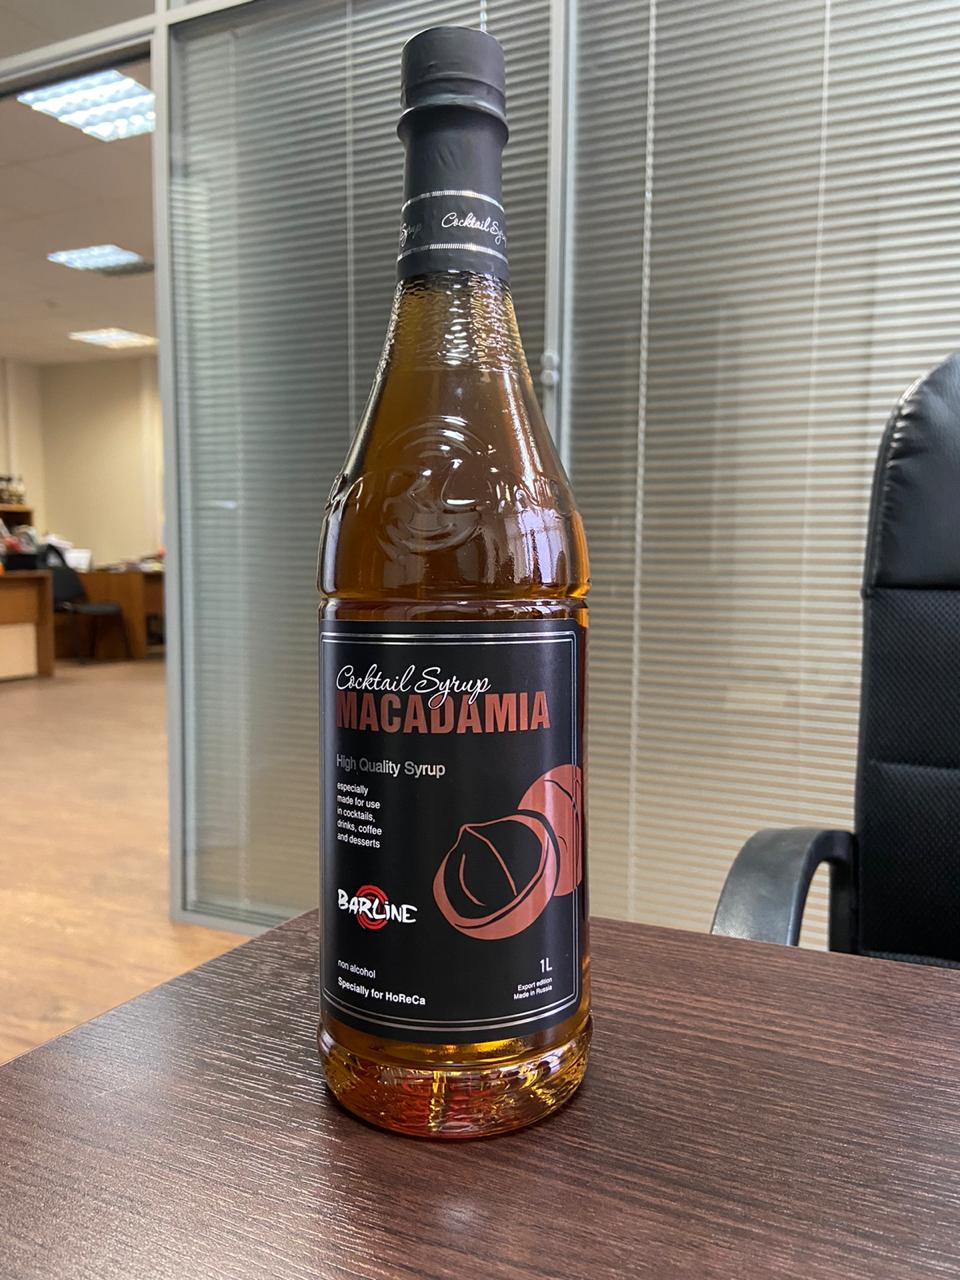 Syrup Cocktail Sy
Cocktail Syrup
MACADAMIA
High Quality Syrup
especially
made for use
in cocktails,
drinks, coffee
and desserts
BARLINE
non alcohol
Specially for HoReCa
1L
Export edition
Made in Russia